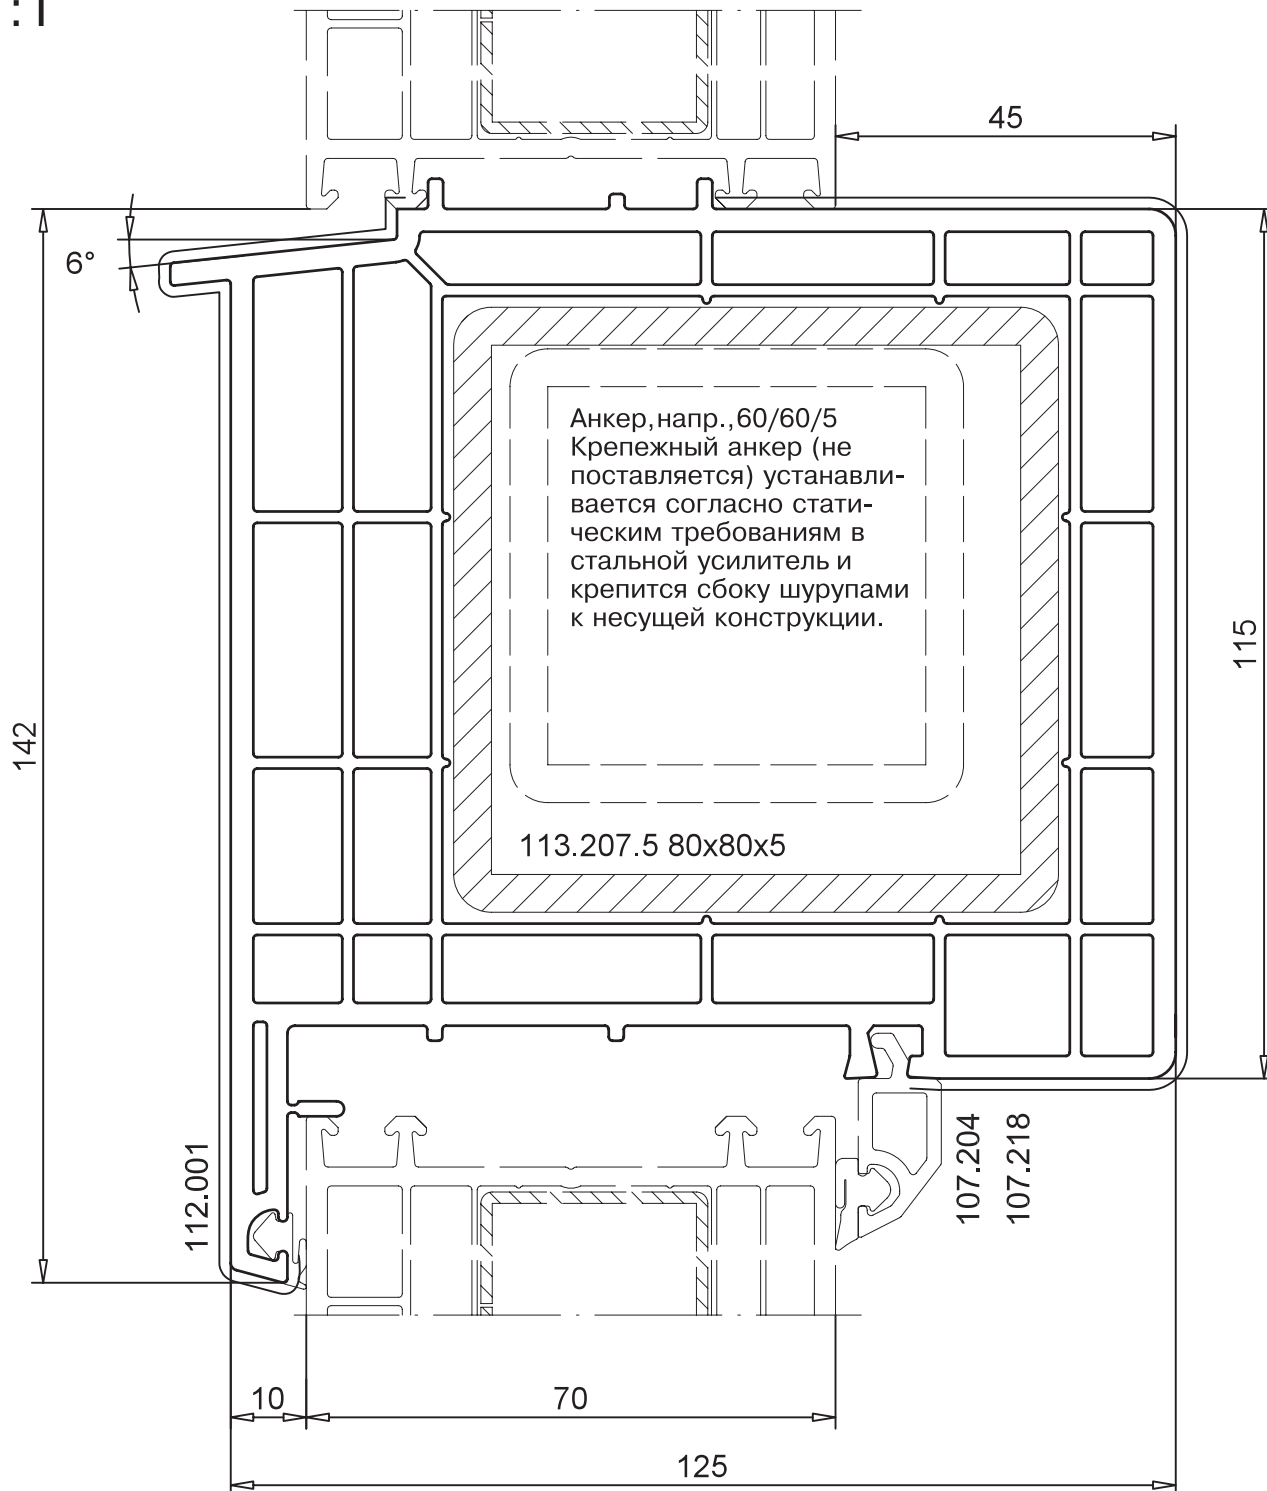 :1
45
6°
Анкер,напр.,60/60/5
Крепежный анкер (не
поставляется) устанавли-
вается согласно стати-
ческим требованиям в
стальной усилитель и
крепится сбоку шурупами
к несущей конструкции.
115
142
113.207.5 80x80x5
112.001
107.204
107.218
10
70
125